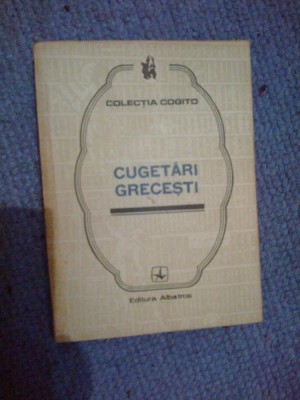 COLECȚIA COGITO
CUGETĂRI
GRECEȘTI
Editura Albatros